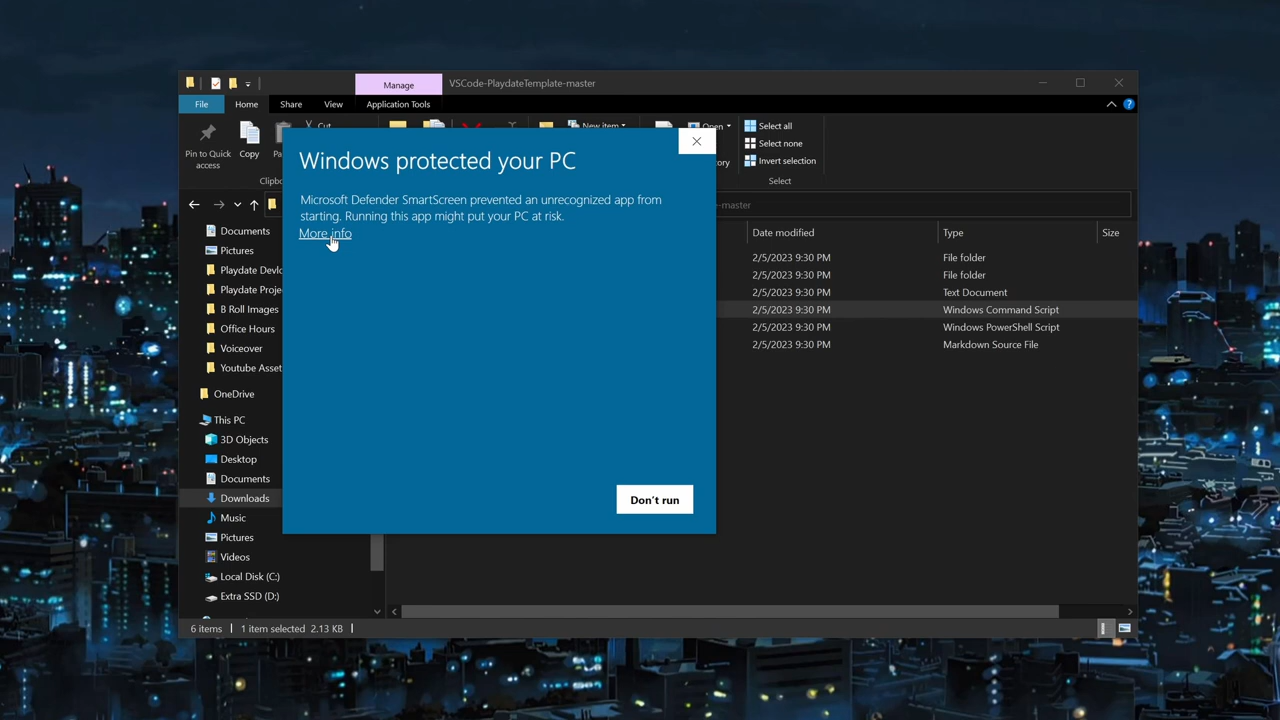 Manage
VSCode-PlaydateTemplate-master
File
Home
Share
View
Application Tools
Pin to Quick
access
Copy
Cut
New item
Open
Select all
Select none
Invert selection
Select
Windows protected your PC
Microsoft Defender SmartScreen prevented an unrecognized app from
starting. Running this app might put your PC at risk.
More info
Don't run
-master
Date modified
Type
Size
2/5/2023 9:30 PM
File folder
2/5/2023 9:30 PM
File folder
2/5/2023 9:30 PM
Text Document
2/5/2023 9:30 PM
Windows Command Script
2/5/2023 9:30 PM
Windows PowerShell Script
2/5/2023 9:30 PM
Markdown Source File
Documents
Pictures
Playdate Devlo
Playdate Proje
B Roll Images
Office Hours
Voiceover
Youtube Asset
OneDrive
This PC
3D Objects
Desktop
Documents
Downloads
Music
Pictures
Videos
Local Disk (C:)
Extra SSD (D:)
6 items
1 item selected 2.13 KB